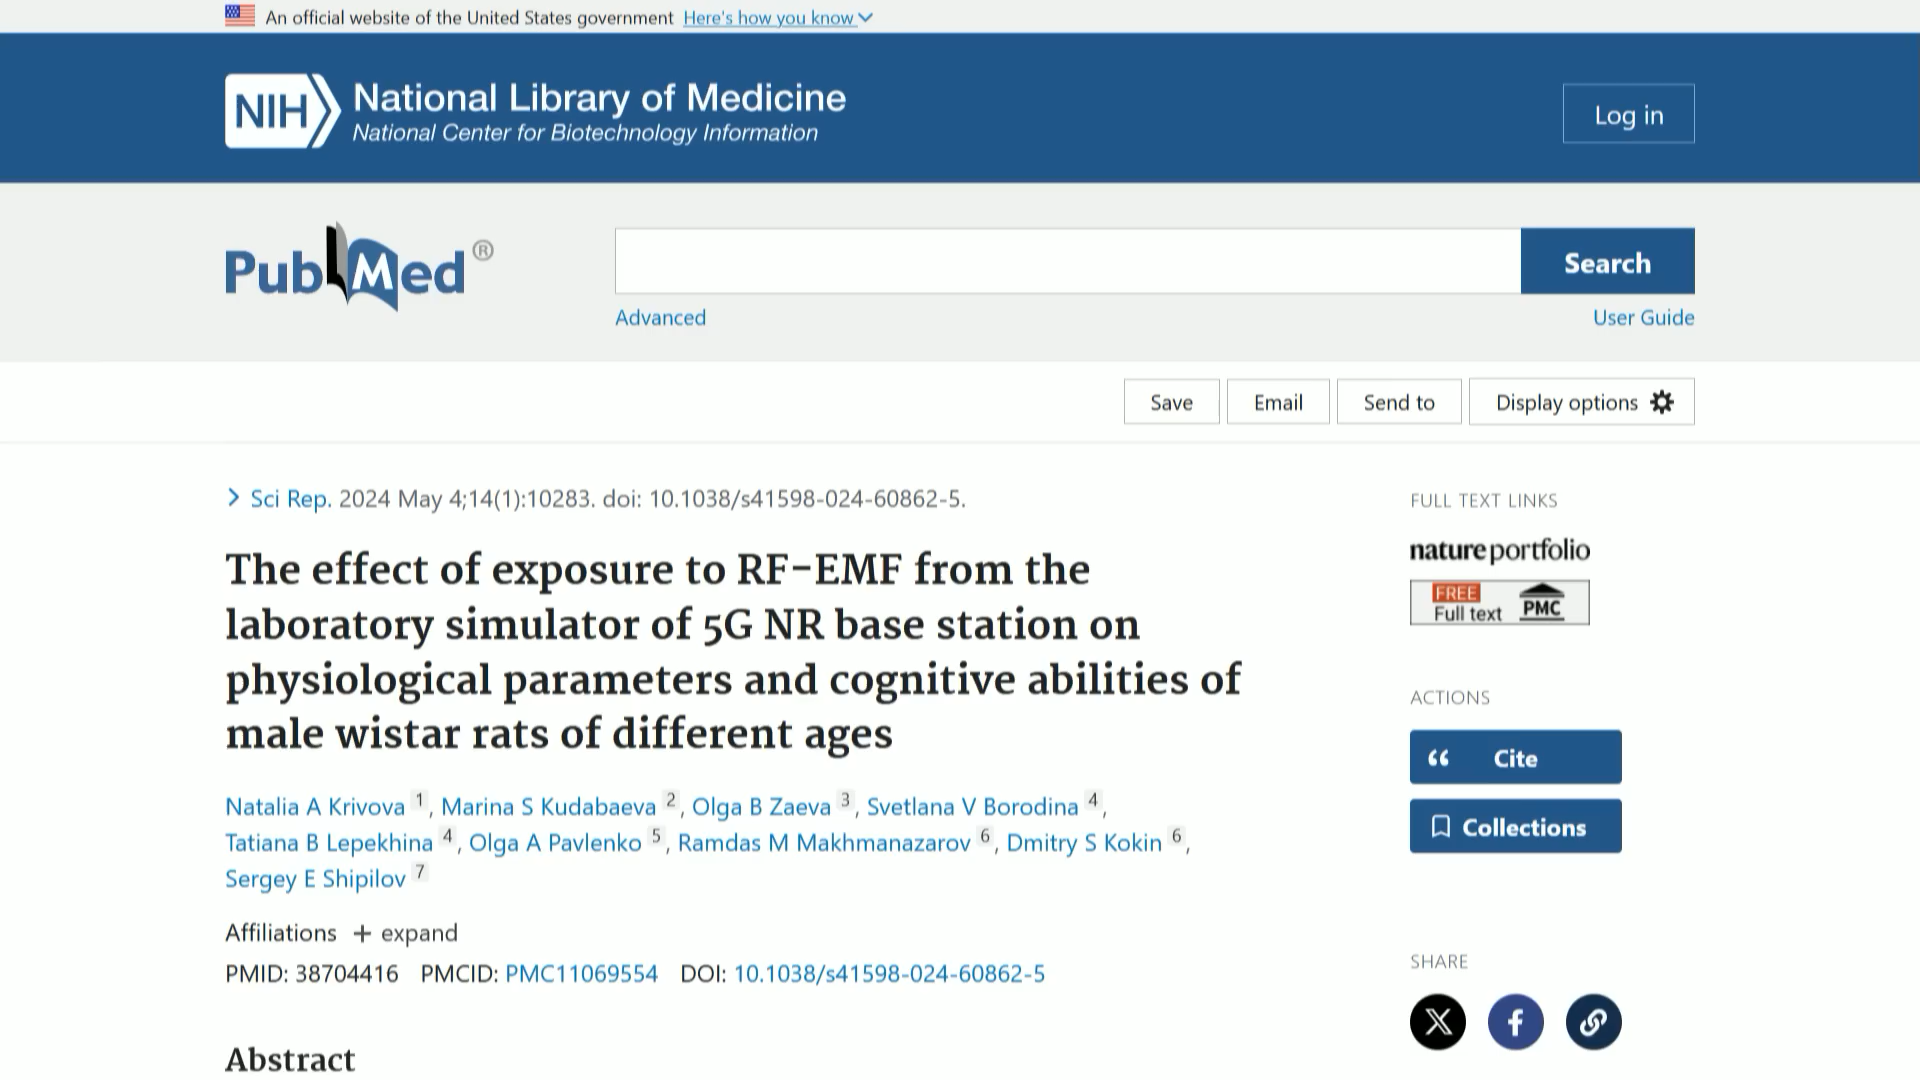 An official website of the United States government Here's how you know
NIH National Library of Medicine
National Center for Biotechnology Information
Log in
PubMed®
Search
Advanced
User Guide
Save
Email
Send to
Display options
Sci Rep. 2024 May 4;14(1):10283. doi: 10.1038/s41598-024-60862-5.
The effect of exposure to RF-EMF from the
laboratory simulator of 5G NR base station on
physiological parameters and cognitive abilities of
male wistar rats of different ages
Natalia A Krivova 1, Marina S Kudabaeva 2, Olga B Zaeva 3, Svetlana V Borodina 4,
Tatiana B Lepekhina 4, Olga A Pavlenko 5, Ramdas M Makhmanazarov 6, Dmitry S Kokin 6,
Sergey E Shipilov 7
Affiliations + expand
PMID: 38704416 PMCID: PMC11069554 DOI: 10.1038/s41598-024-60862-5
Abstract
FULL TEXT LINKS
nature portfolio
FREE
Full text PMC
ACTIONS
Cite
Collections
SHARE